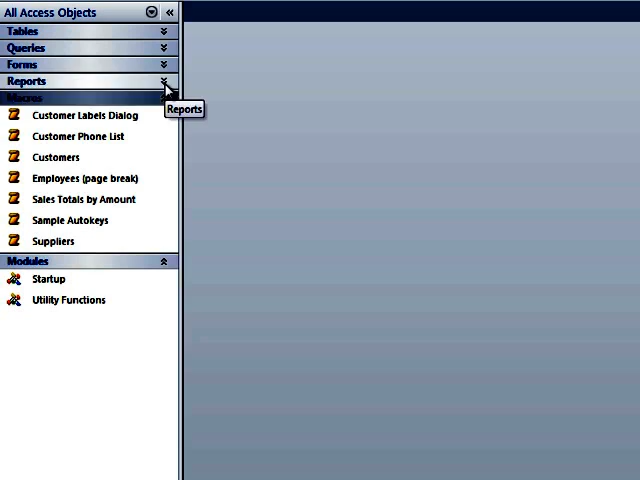 All Access Objects
Tables
Queries
Forms
Reports
Macros
Reports
Customer Labels Dialog
Customer Phone List
Customers
Employees (page break)
Sales Totals by Amount
Sample Autokeys
Suppliers
Modules
Startup
Utility Functions